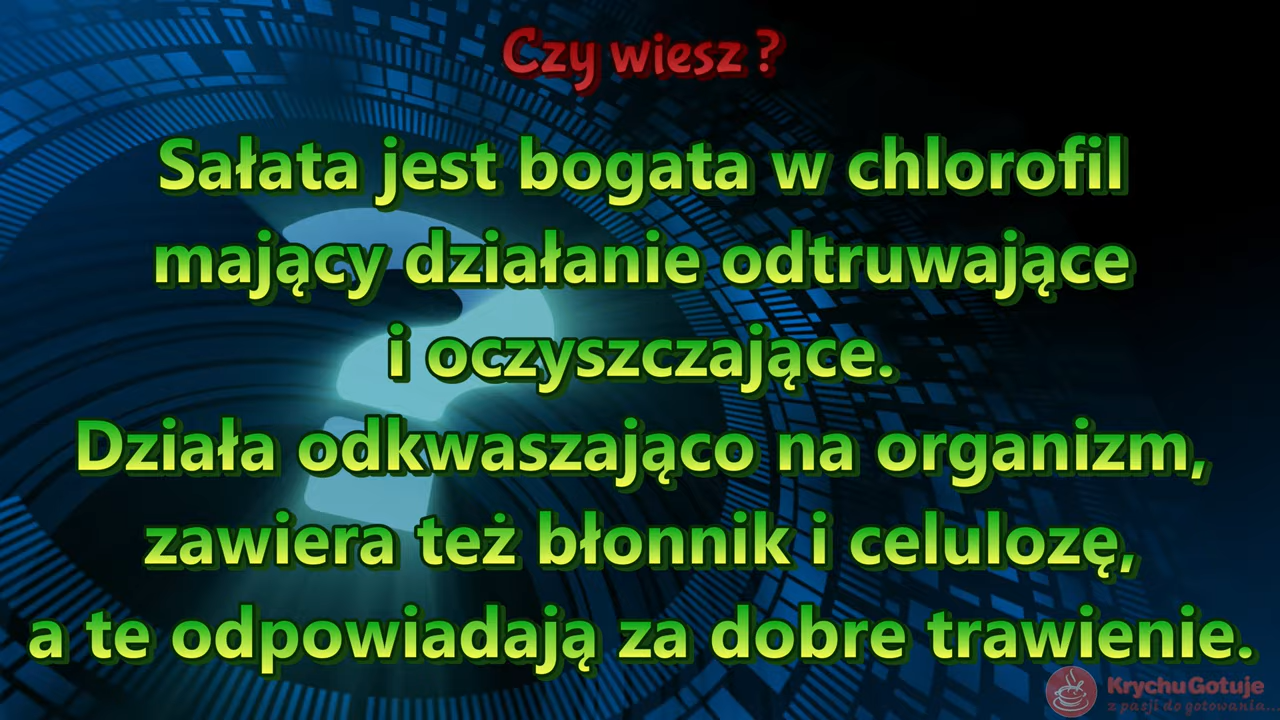 Czy wiesz ?
Sałata jest bogata w chlorofil
mający działanie odtruwające
i oczyszczające.
Działa odkwaszająco na organizm,
zawiera też błonnik i celulozę,
a te odpowiadają za dobre trawienie.
KrychuGotuje
z pasji do gotowania...